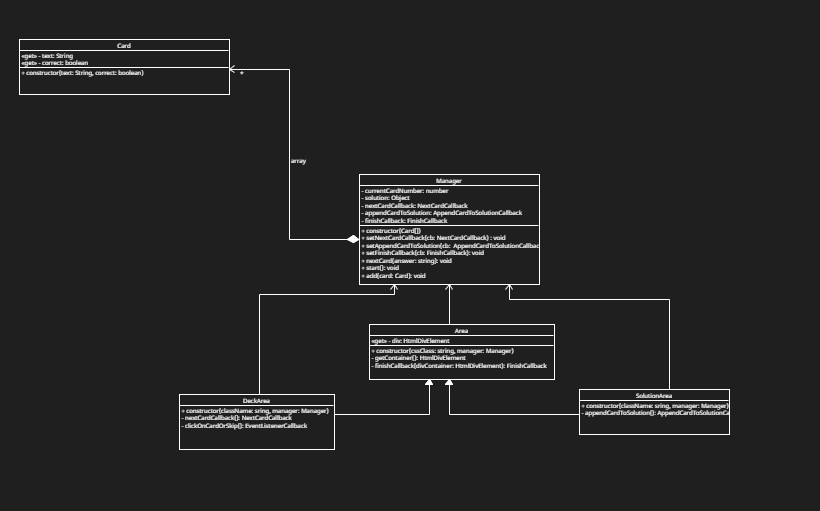 Card
«get» - text: String
«get» - correct: boolean
+ constructor(text: String, correct: boolean)
*
array
Manager
- currentCardNumber: number
- solution: Object
- nextCardCallback: NextCardCallback
- appendCardToSolution: AppendCardToSolutionCallback
- finishCallback: FinishCallback
+ constructor(Card[])
+ setNextCardCallback(cb: NextCardCallback) : void
+ setAppendCardToSolution(cb: AppendCardToSolutionCallbac
+ setFinishCallback(cb: FinishCallback): void
+ nextCard(answer: string): void
+ start(): void
+ add(card: Card): void
Area
«get» - div: HtmlDivElement
+ constructor(cssClass: string, manager: Manager)
- getContainer(): HtmlDivElement
- finishCallback(divContainer: HtmlDivElement): FinishCallback
DeckArea
+ constructor(className: sring, manager: Manager)
- nextCardCallback(): NextCardCallback
- clickOnCardOrSkip(): EventListenerCallback
SolutionArea
+ constructor(className: sring, manager: Manager)
- appendCardToSolution(): AppendCardToSolutionCa